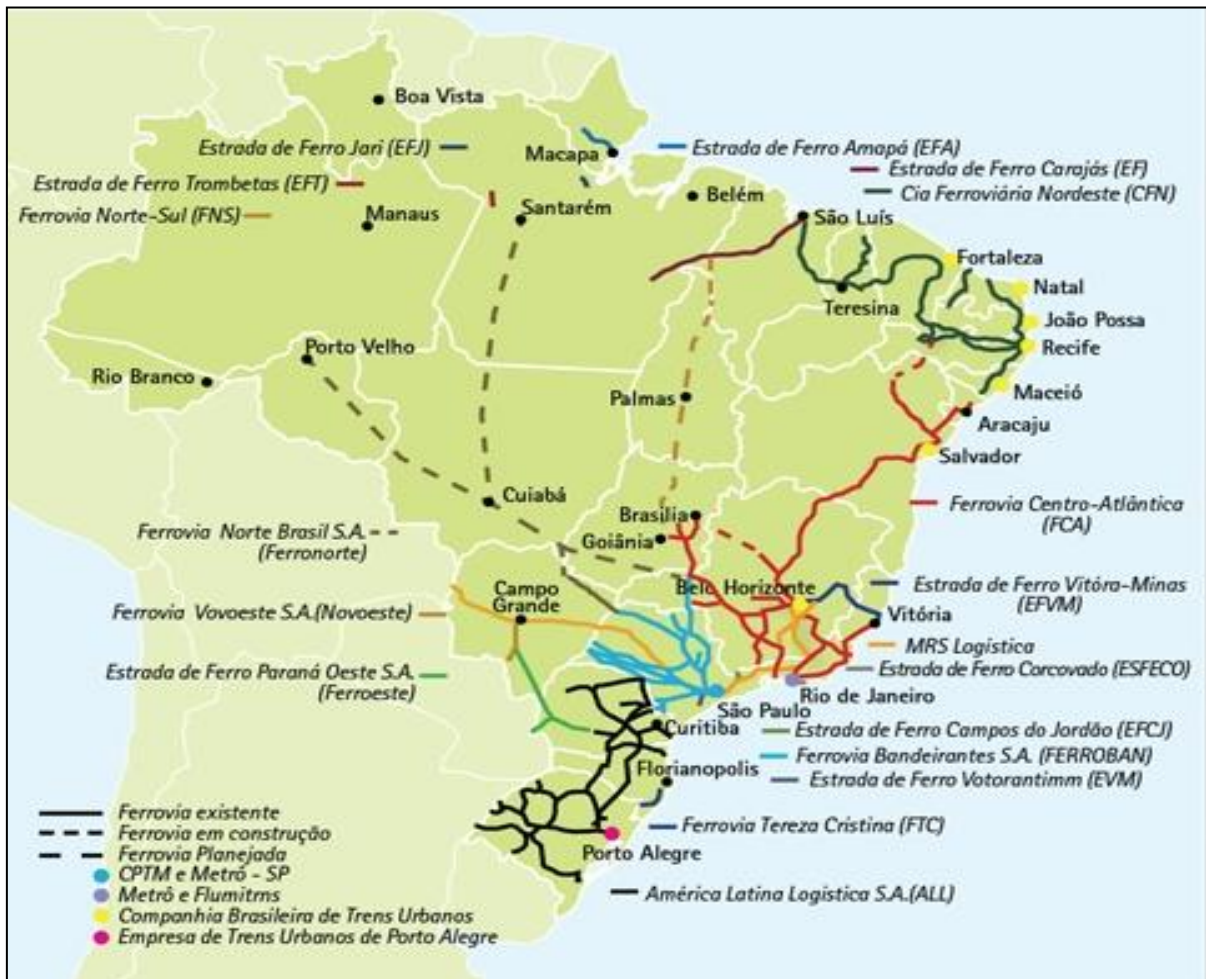 Boa Vista
Estrada de Ferro Jari (EFJ)
Macapa
Estrada de Ferro Amapá (EFA)
Estrada de Ferro Trombetas (EFT)
Belém
Estrada de Ferro Carajás (EF)
Cia Ferroviária Nordeste (CFN)
Ferrovia Norte-Sul (FNS)
Manaus
Santarém
São Luís
Fortaleza
Teresina
Natal
João Possa
Porto Velho
Recife
Rio Branco
Palmas
Maceió
Aracaju
Salvador
Cuiabá
Brasília
Ferrovia Centro-Atlântica
(FCA)
Ferrovia Norte Brasil S.A.
(Ferronorte)
Goiânia
Campo
Grande
Belo Horizonte
Estrada de Ferro Vitóra-Minas
(EFVM)
Ferrovia Vovoeste S.A.(Novoeste)
Vitória
MRS Logística
Estrada de Ferro Paraná Oeste S.A.
(Ferroeste)
Estrada de Ferro Corcovado (ESFECO)
Rio de Janeiro
São Paulo
Curitiba
Estrada de Ferro Campos do Jordão (EFCJ)
Ferrovia Bandeirantes S.A. (FERROBAN)
Florianopolis
Estrada de Ferro Votorantimm (EVM)
Ferrovia existente
Ferrovia em construção
Ferrovia Planejada
Ferrovia Tereza Cristina (FTC)
Porto Alegre
CPTM e Metrô - SP
Metrô e Flumitrns
América Latina Logística S.A.(ALL)
Companhia Brasileira de Trens Urbanos
Empresa de Trens Urbanos de Porto Alegre